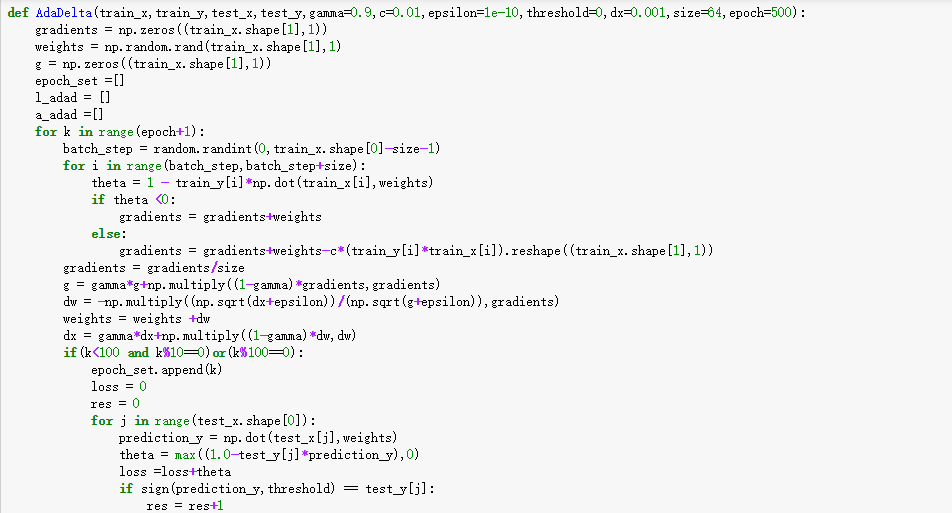 def AdaDelta(train_x, train_y, test_x, test_y, gamma=0.9, c=0.01, epsilon=1e-10, threshold=0, dx=0.001, size=64, epoch=500):
    gradients = np.zeros((train_x.shape[1],1))
    weights = np.random.rand(train_x.shape[1],1)
    g = np.zeros((train_x.shape[1],1))
    epoch_set =[]
    l_adad = []
    a_adad =[]
    for k in range(epoch+1):
        batch_step = random.randint(0, train_x.shape[0]-size-1)
        for i in range(batch_step, batch_step+size):
            theta = 1 - train_y[i]*np.dot(train_x[i],weights)
            if theta <0:
                gradients = gradients+weights
            else:
                gradients = gradients+weights-c*(train_y[i]*train_x[i]).reshape((train_x.shape[1],1))
        gradients = gradients/size
        g = gamma*g+np.multiply((1-gamma)*gradients, gradients)
        dw = -np.multiply((np.sqrt(dx+epsilon))/(np.sqrt(g+epsilon)), gradients)
        weights = weights +dw
        dx = gamma*dx+np.multiply((1-gamma)*dw, dw)
        if(k<100 and k%10==0)or(k%100==0):
            epoch_set.append(k)
            loss = 0
            res = 0
            for j in range(test_x.shape[0]):
                prediction_y = np.dot(test_x[j],weights)
                theta = max((1.0-test_y[j]*prediction_y),0)
                loss =loss+theta
                if sign(prediction_y, threshold) == test_y[j]:
                    res = res+1